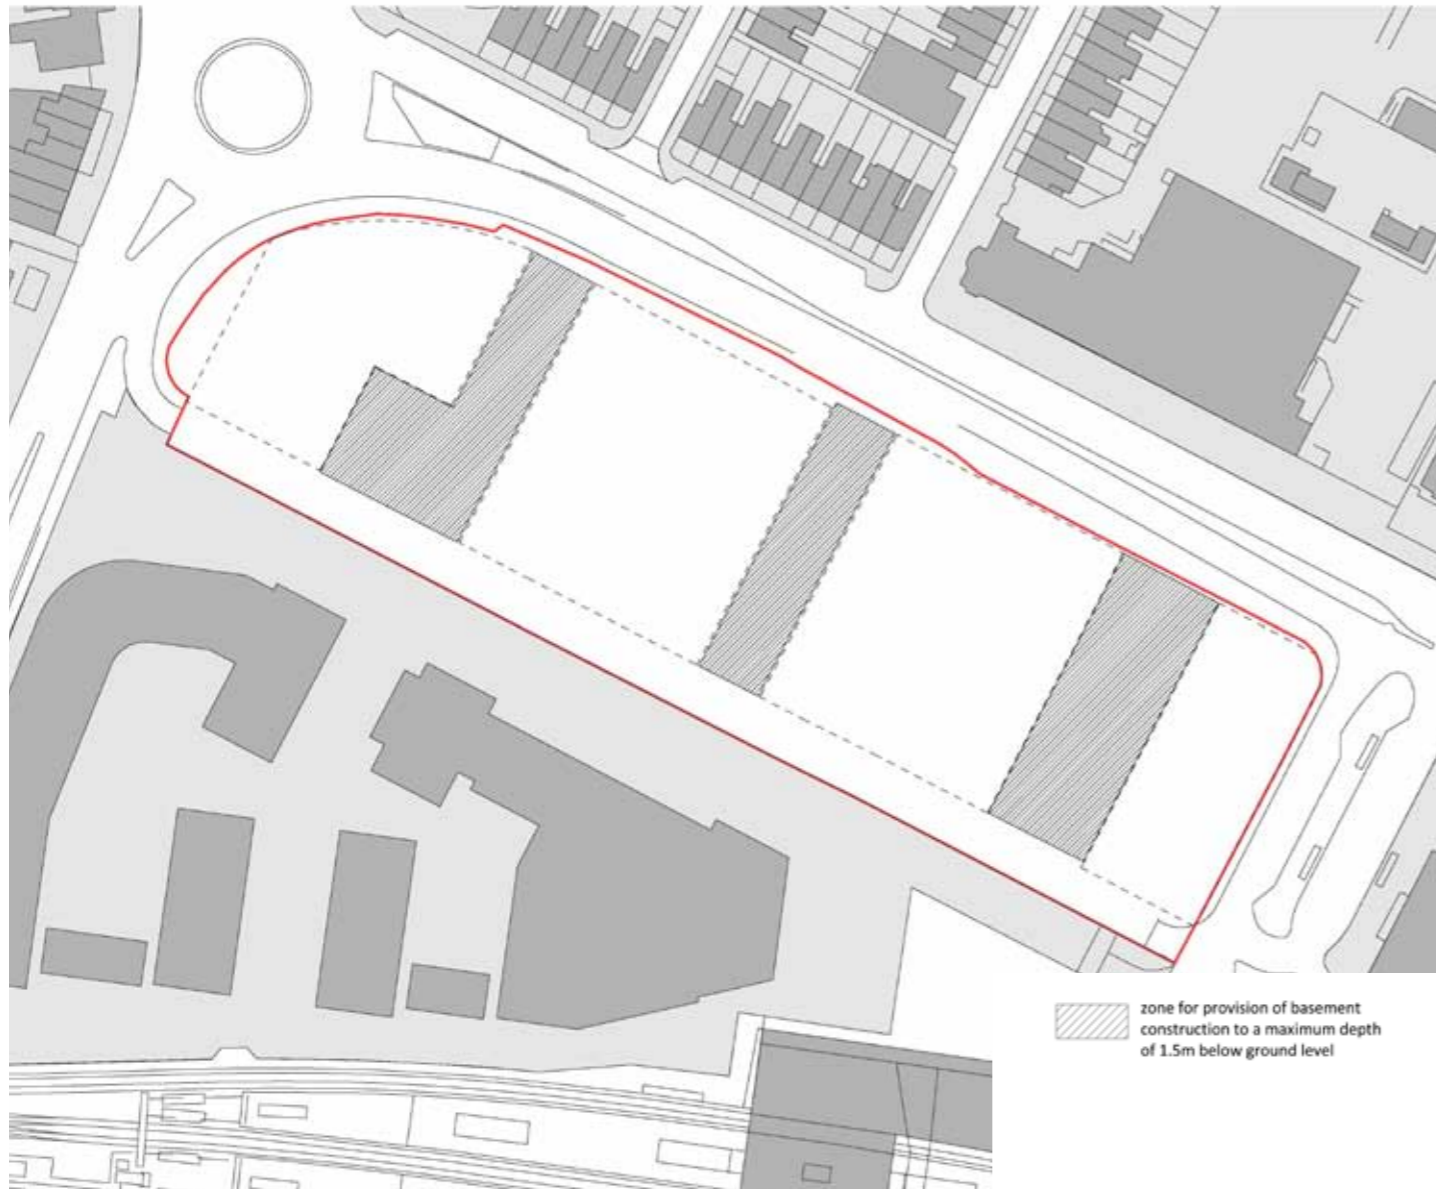 zone for provision of basement
construction to a maximum depth
of 1.5m below ground level